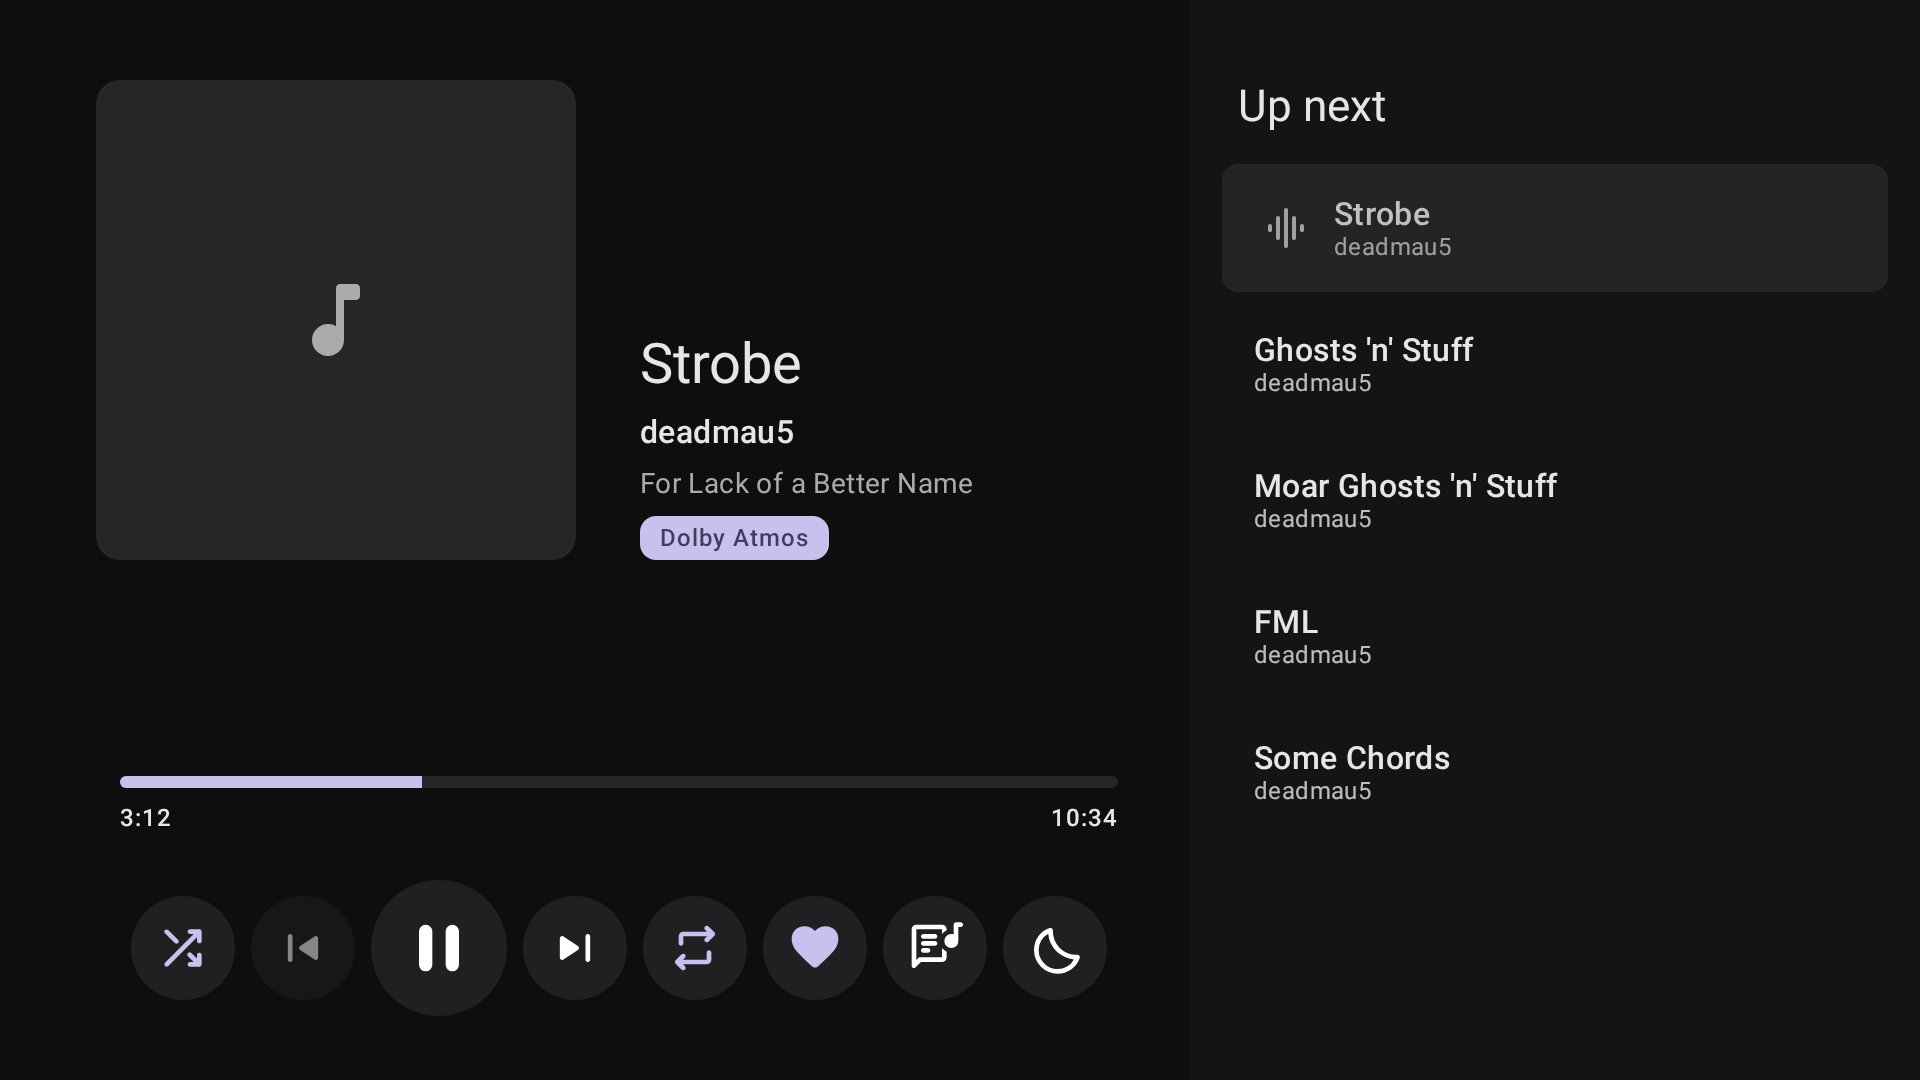 Strobe
deadmau5
For Lack of a Better Name
Dolby Atmos
3:12
10:34
Up next
Strobe
deadmau5
Ghosts 'n' Stuff
deadmau5
Moar Ghosts 'n' Stuff
deadmau5
FML
deadmau5
Some Chords
deadmau5